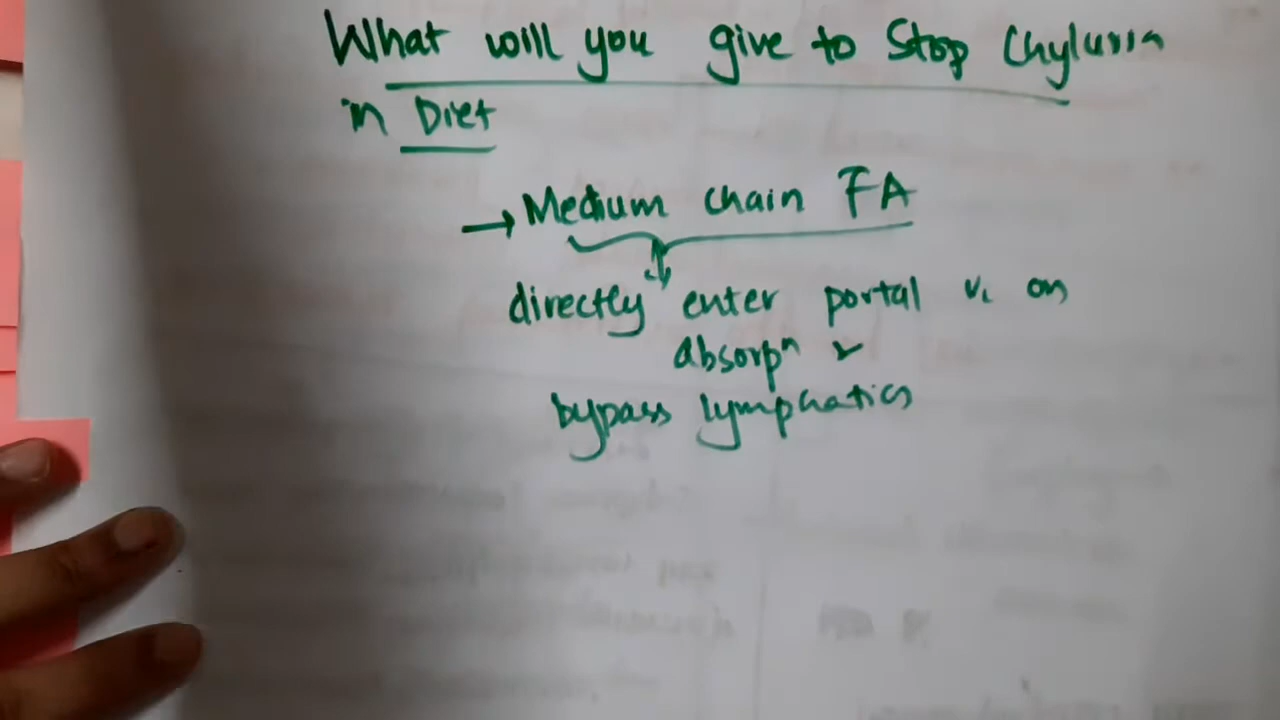 What will you give to Stop Chyluria
in Diet
→ Medium chain FA
directly enter portal v. on
absorpⁿ &
bypass lymphatics